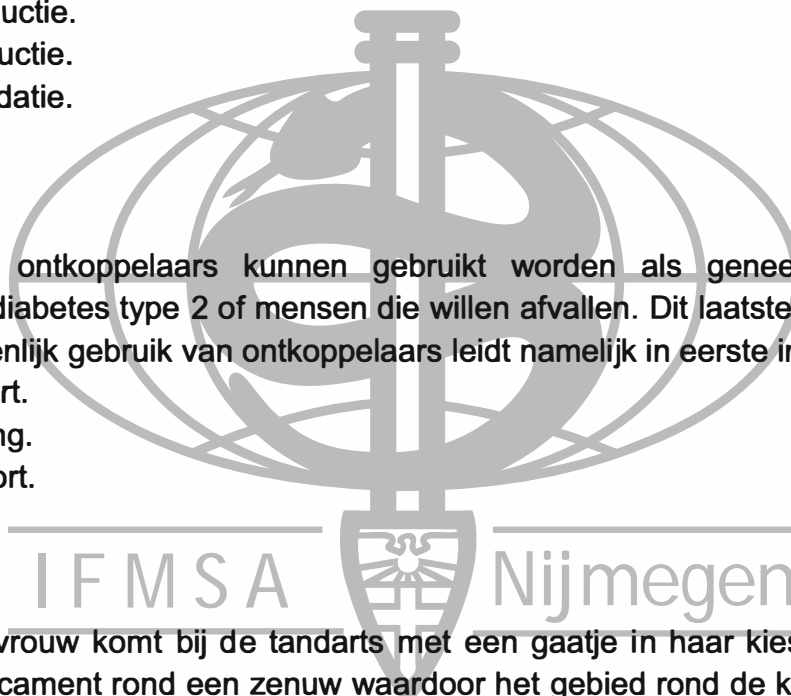 uctie.
uctie.
datie.
ontkoppelaars kunnen gebruikt worden als genee
diabetes type 2 of mensen die willen afvallen. Dit laatste
enlijk gebruik van ontkoppelaars leidt namelijk in eerste in
rt.
ng.
ort.
IFMSA Nijmegen
vrouw komt bij de tandarts met een gaatje in haar kies
cament rond een zenuw waardoor het gebied rond de k